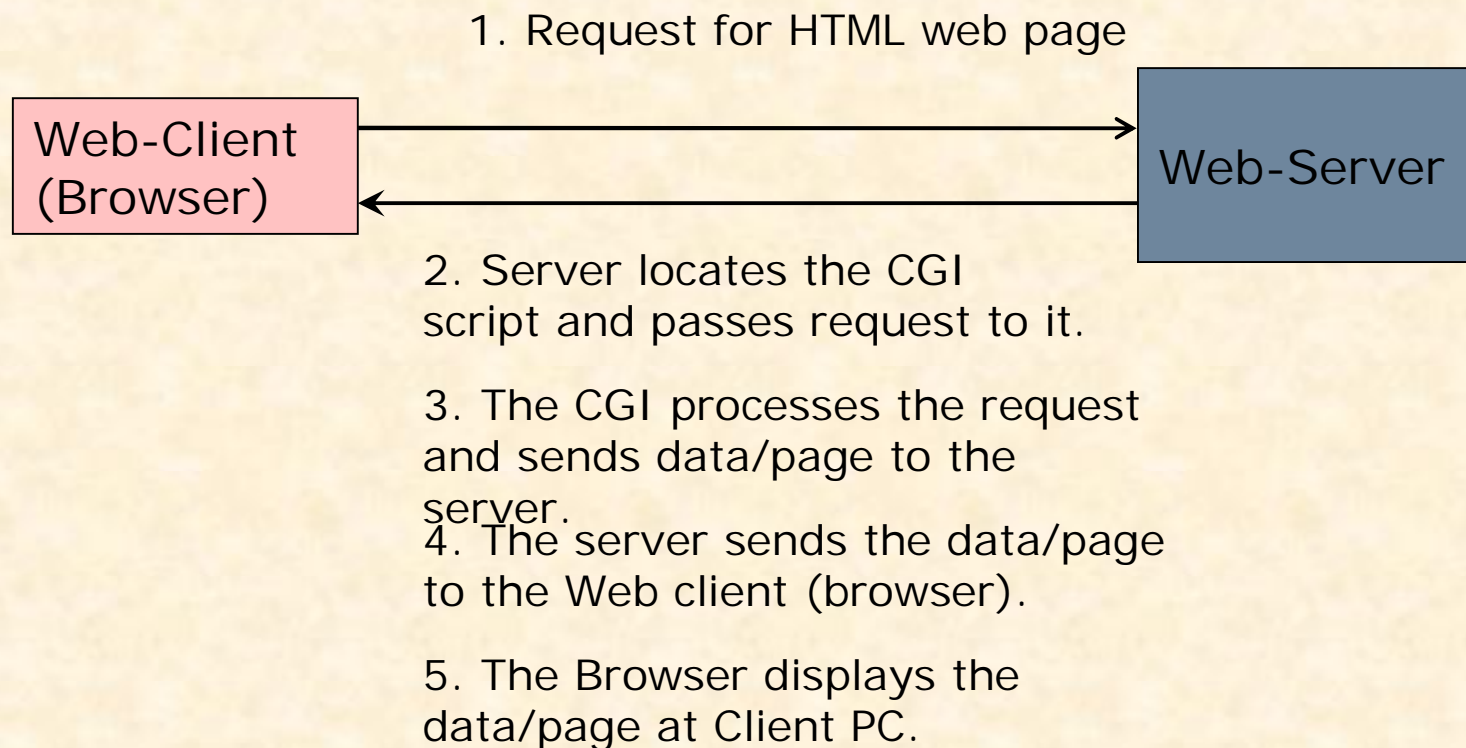 1. Request for HTML web page
Web-Client
(Browser)
Web-Server
2. Server locates the CGI
script and passes request to it.
3. The CGI processes the request
and sends data/page to the
server.
4. The server sends the data/page
to the Web client (browser).
5. The Browser displays the
data/page at Client PC.